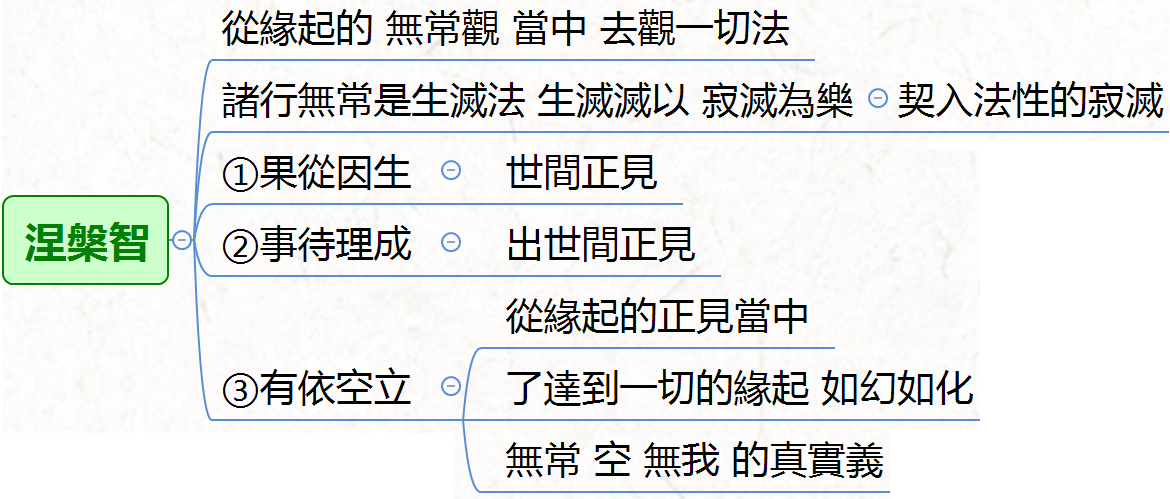 從緣起的 無常觀 當中 去觀一切法
諸行無常是生滅法 生滅滅以 寂滅為樂 契入法性的寂滅
①果從因生 世間正見
涅槃智
②事待理成 出世間正見
從緣起的正見當中
③有依空立 了達到一切的緣起 如幻如化
無常 空 無我 的真實義